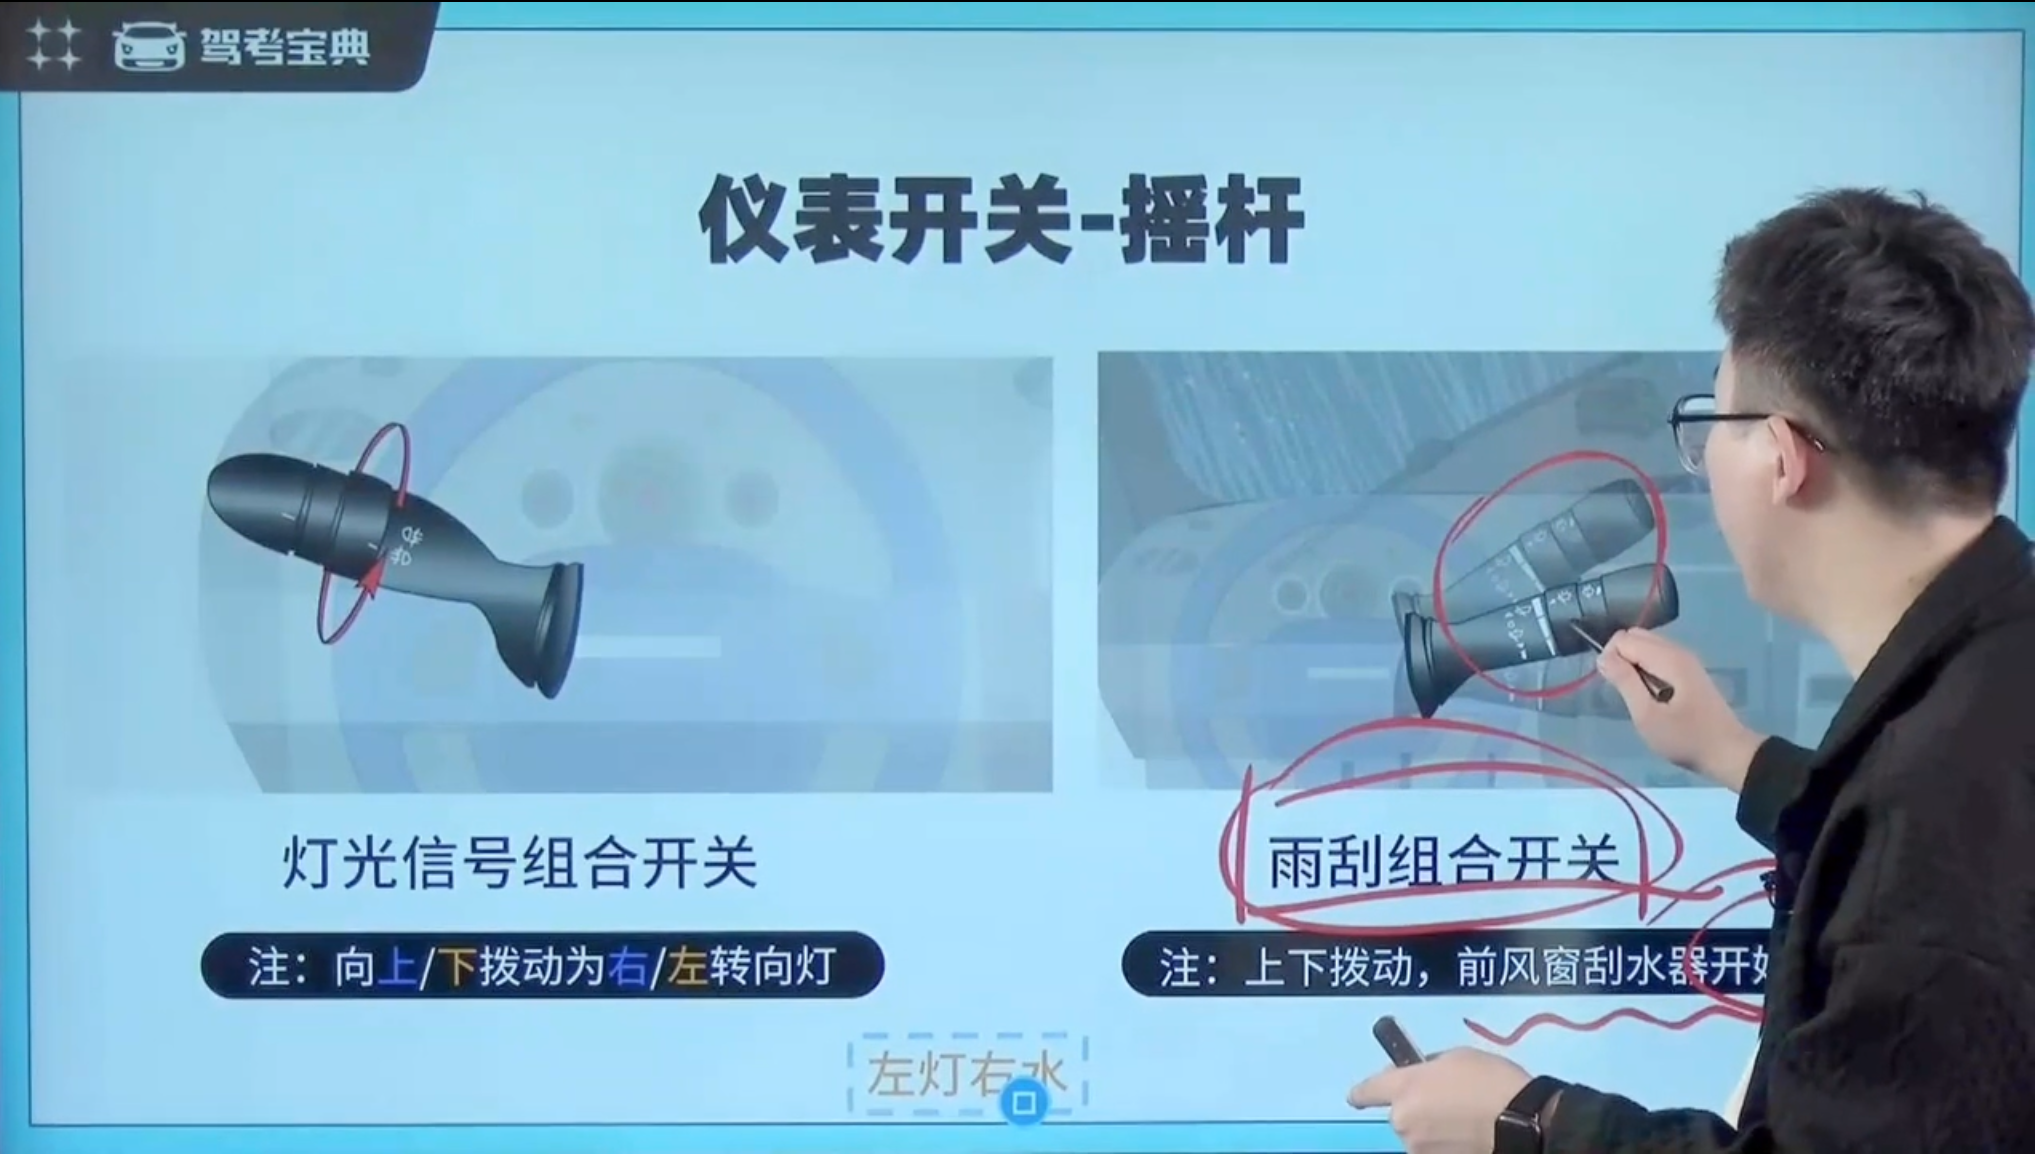 驾考宝典
仪表开关-摇杆
灯光信号组合开关
雨刮组合开关
注：向上/下拨动为右/左转向灯
注：上下拨动，前风窗刮水器开始
左灯右水